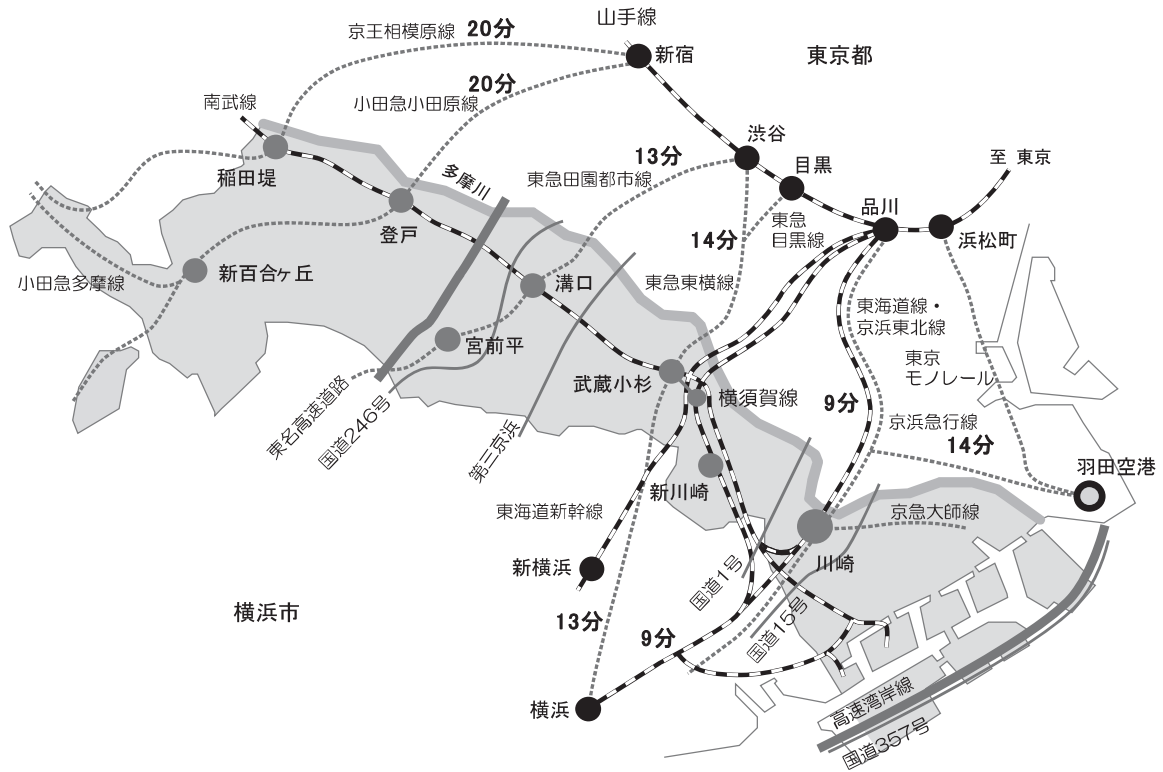 山手線
京王相模原線 20分
新宿
東京都
20分
小田急小田原線
南武線
渋谷
13分
目黒
至 東京
稲田堤
多摩川
東急田園都市線
品川
登戸
14分
東急
目黒線
浜松町
新百合ヶ丘
小田急多摩線
溝口
東急東横線
東海道線・
京浜東北線
宮前平
東京
モノレール
武蔵小杉
横須賀線
9分
東名高速道路
国道246号
第三京浜
京浜急行線
14分
羽田空港
新川崎
東海道新幹線
京急大師線
新横浜
川崎
国道1号
国道15号
横浜市
13分
9分
横浜
高速湾岸線
国道357号